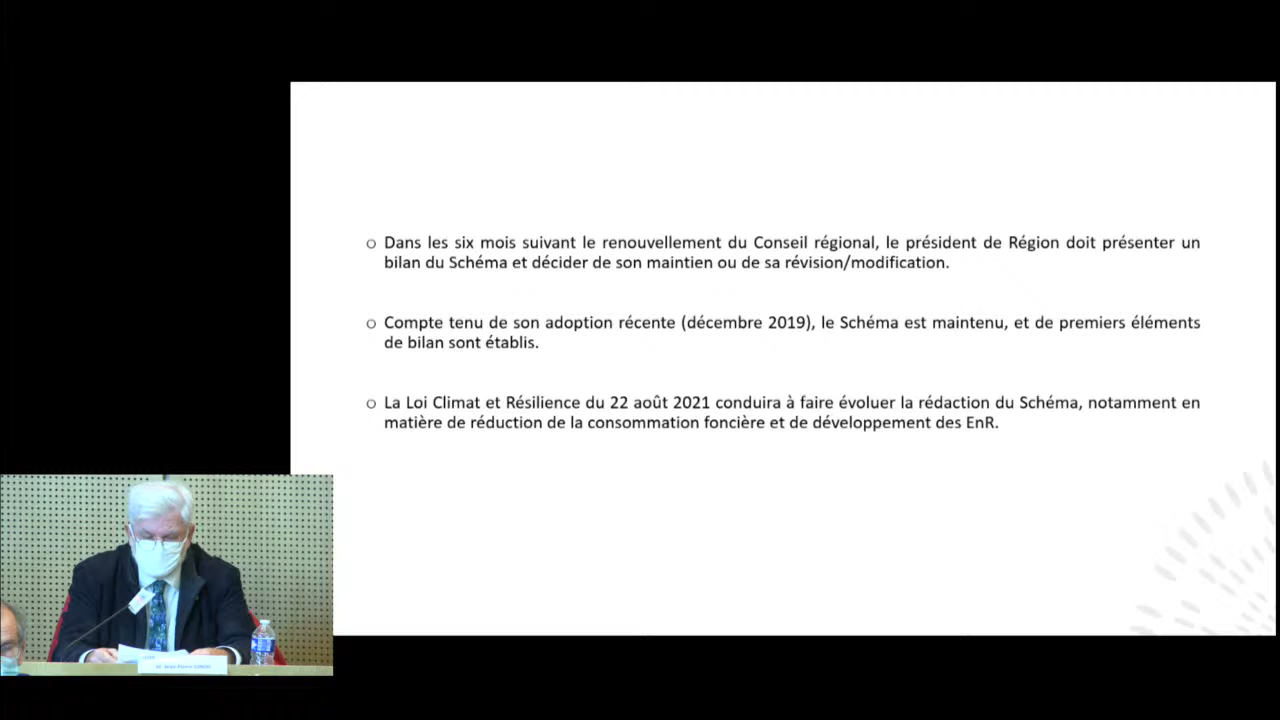 o Dans les six mois suivant le renouvellement du Conseil régional, le président de Région doit présenter un
bilan du Schéma et décider de son maintien ou de sa révision/modification.
o Compte tenu de son adoption récente (décembre 2019), le Schéma est maintenu, et de premiers éléments
de bilan sont établis.
o La Loi Climat et Résilience du 22 août 2021 conduira à faire évoluer la rédaction du Schéma, notamment en
matière de réduction de la consommation foncière et de développement des EnR.